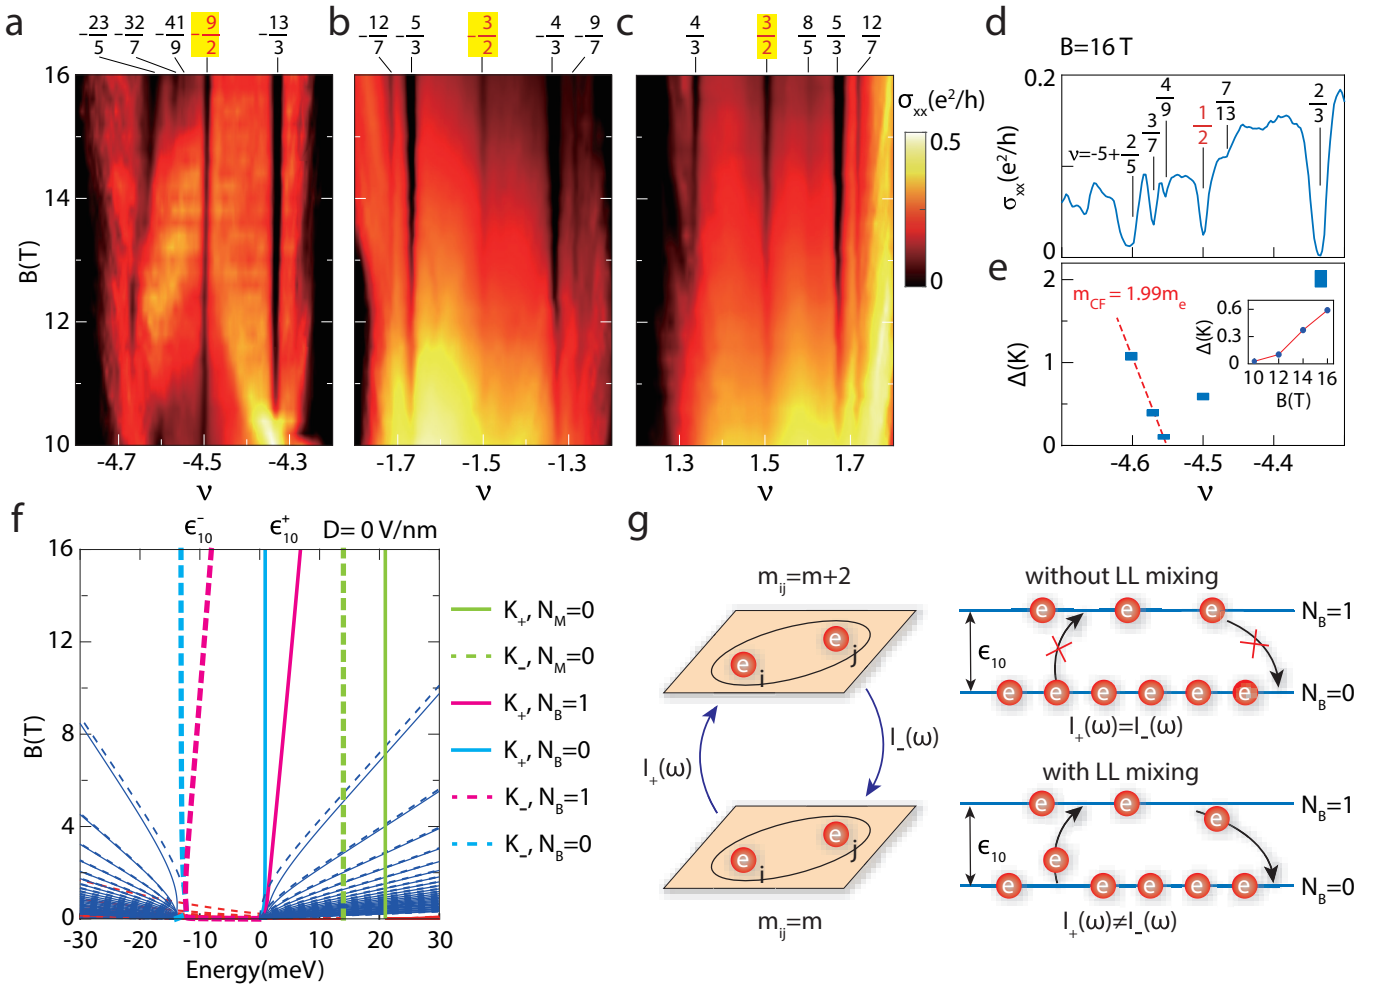 a
-23/5 -32/7 -41/9 -9/2 -13/3
b
-12/7 -5/3 -3/2 -4/3 -9/7
c
4/3 3/2 8/5 5/3 12/7
16
14
12
10
B(T)
-4.7 -4.5 -4.3
ν
-1.7 -1.5 -1.3
ν
1.3 1.5 1.7
ν
σxx(e²/h)
0.5
0
d
B=16 T
0.2
0
σxx(e²/h)
ν=-5+2/5 3/7 4/9 1/2 7/13 2/3
e
2
1
0
Δ(K)
mCF = 1.99me
0.6
0.3
0
Δ(K)
10 12 14 16
B(T)
-4.6 -4.5 -4.4
ν
f
ϵ10⁻ ϵ10⁺ D= 0 V/nm
16
12
8
4
0
B(T)
-30 -20 -10 0 10 20 30
Energy(meV)
K+, NM=0
K-, NM=0
K+, NB=1
K+, NB=0
K-, NB=1
K-, NB=0
g
mij=m+2
e i e j
I+(ω) I-(ω)
e i e j
mij=m
without LL mixing
e e e NB=1
ϵ10
e e e e e e NB=0
I+(ω)=I-(ω)
with LL mixing
e e e NB=1
ϵ10
e
e e e e e NB=0
I+(ω)≠I-(ω)